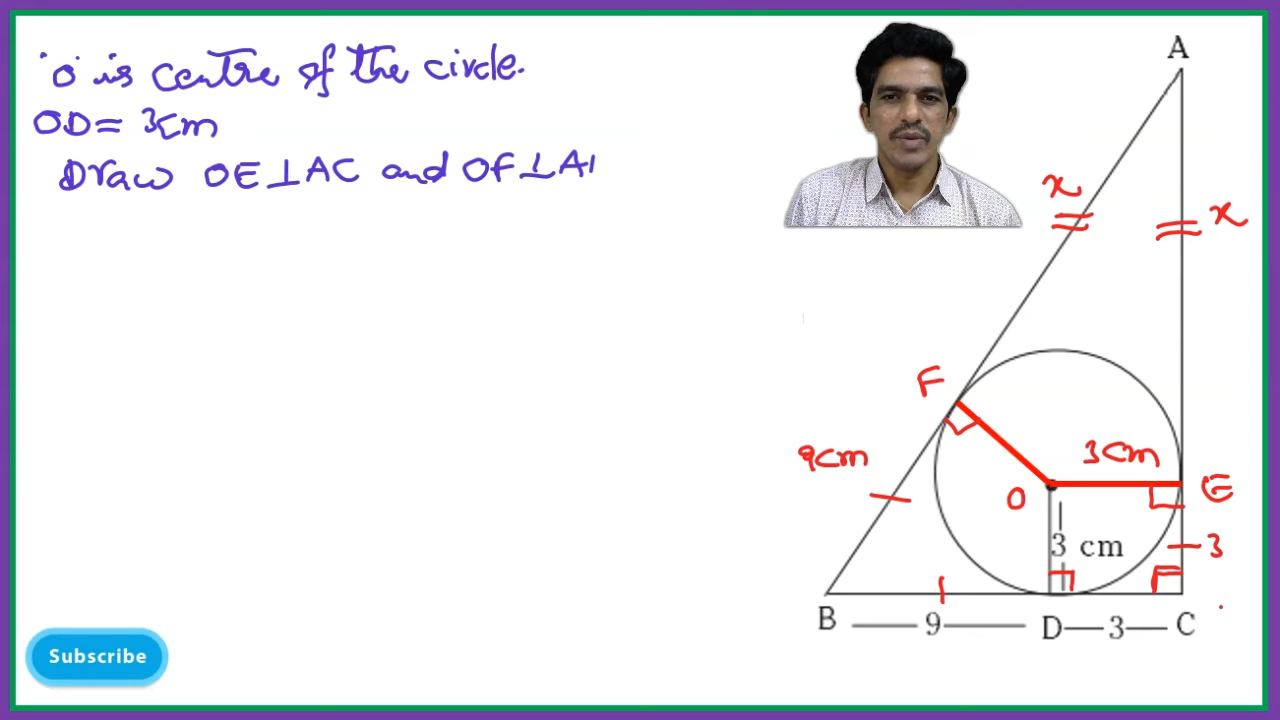 'O' is centre of the circle.
OD = 3cm
Draw OE⊥AC and OF⊥AI
A
x
x
F
9cm
3cm
O
E
3 cm
3
B
9
D
3
C
Subscribe